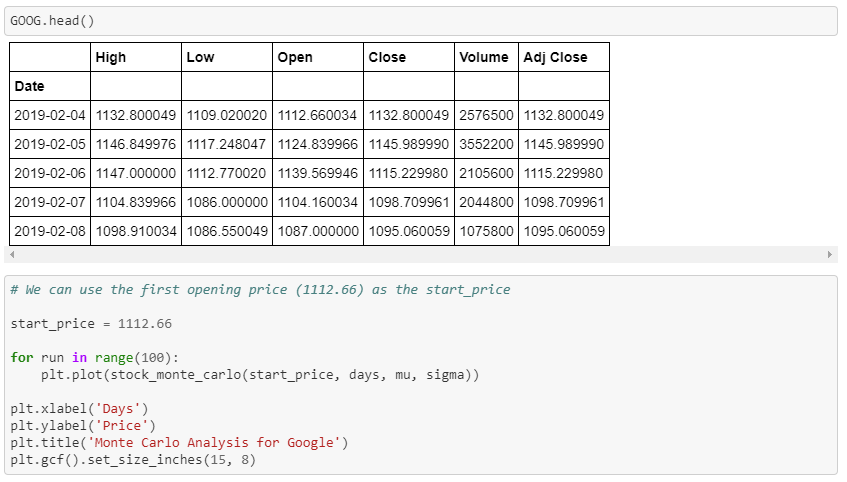 GOOG.head()
High Low Open Close Volume Adj Close
Date
2019-02-04 1132.800049 1109.020020 1112.660034 1132.800049 2576500 1132.800049
2019-02-05 1146.849976 1117.248047 1124.839966 1145.989990 3552200 1145.989990
2019-02-06 1147.000000 1112.770020 1139.569946 1115.229980 2105600 1115.229980
2019-02-07 1104.839966 1086.000000 1104.160034 1098.709961 2044800 1098.709961
2019-02-08 1098.910034 1086.550049 1087.000000 1095.060059 1075800 1095.060059
# We can use the first opening price (1112.66) as the start_price
start_price = 1112.66
for run in range(100):
    plt.plot(stock_monte_carlo(start_price, days, mu, sigma))
plt.xlabel('Days')
plt.ylabel('Price')
plt.title('Monte Carlo Analysis for Google')
plt.gcf().set_size_inches(15, 8)